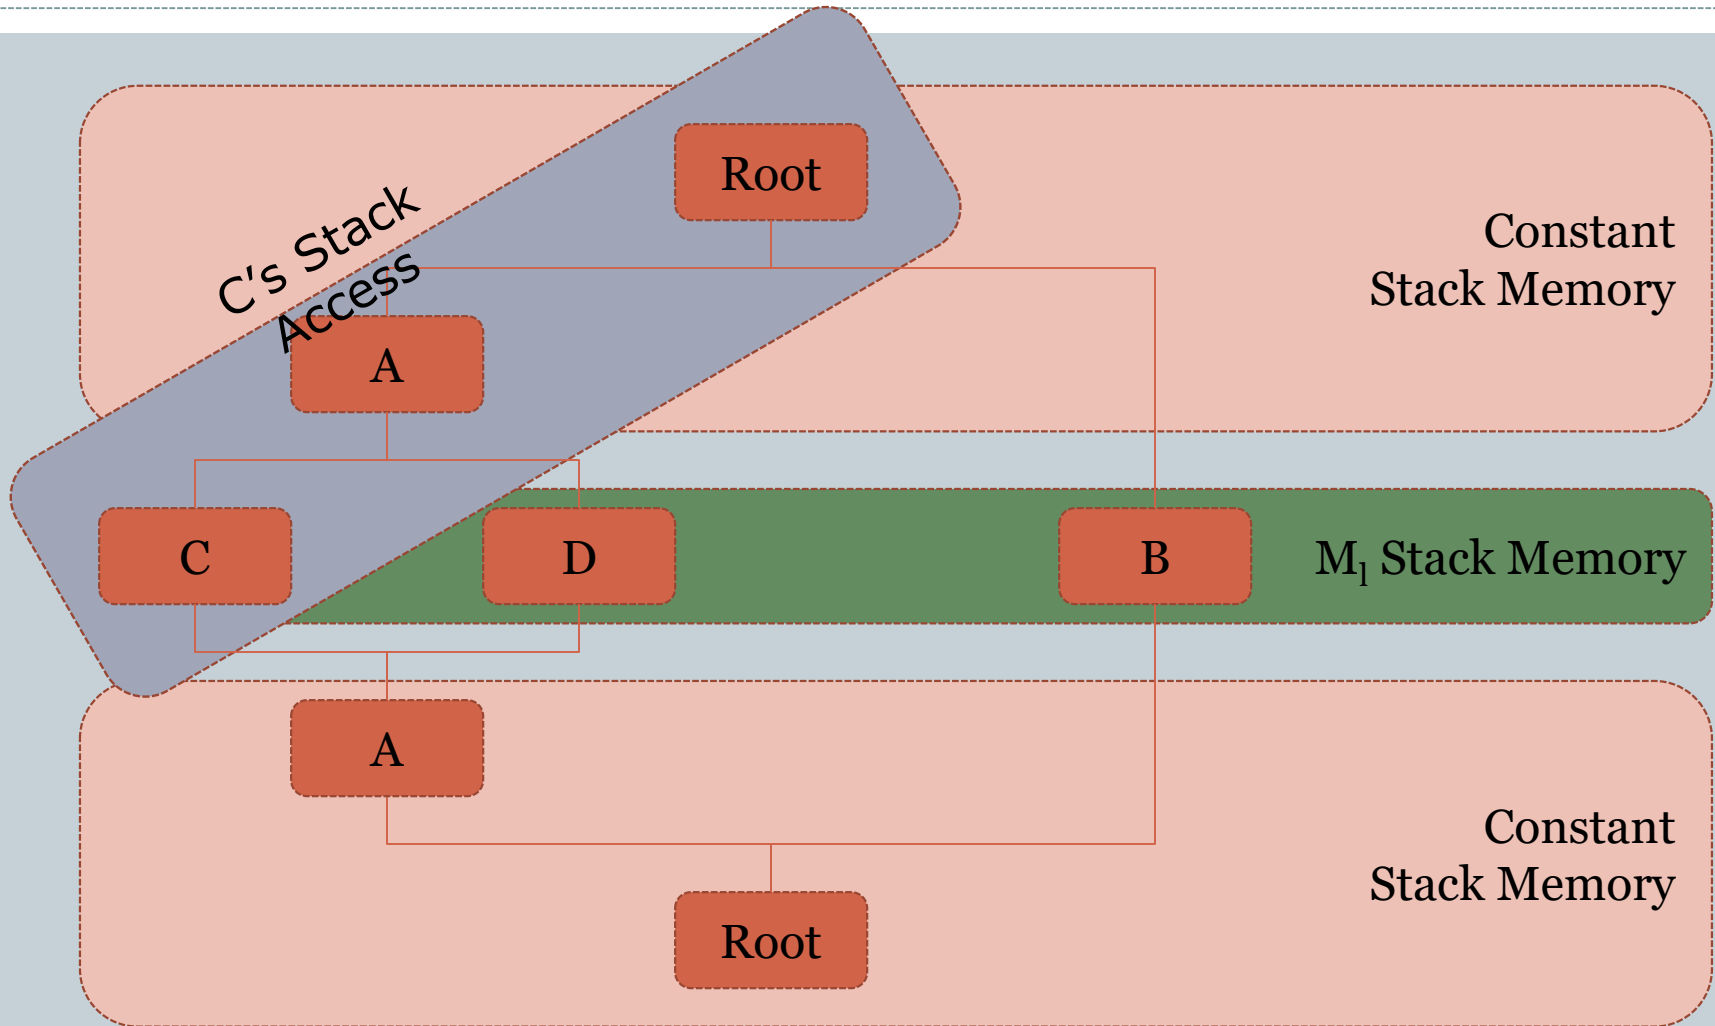 Root
C’s Stack
Access
Constant
Stack Memory
A
C
D
B
Mₗ Stack Memory
A
Constant
Stack Memory
Root